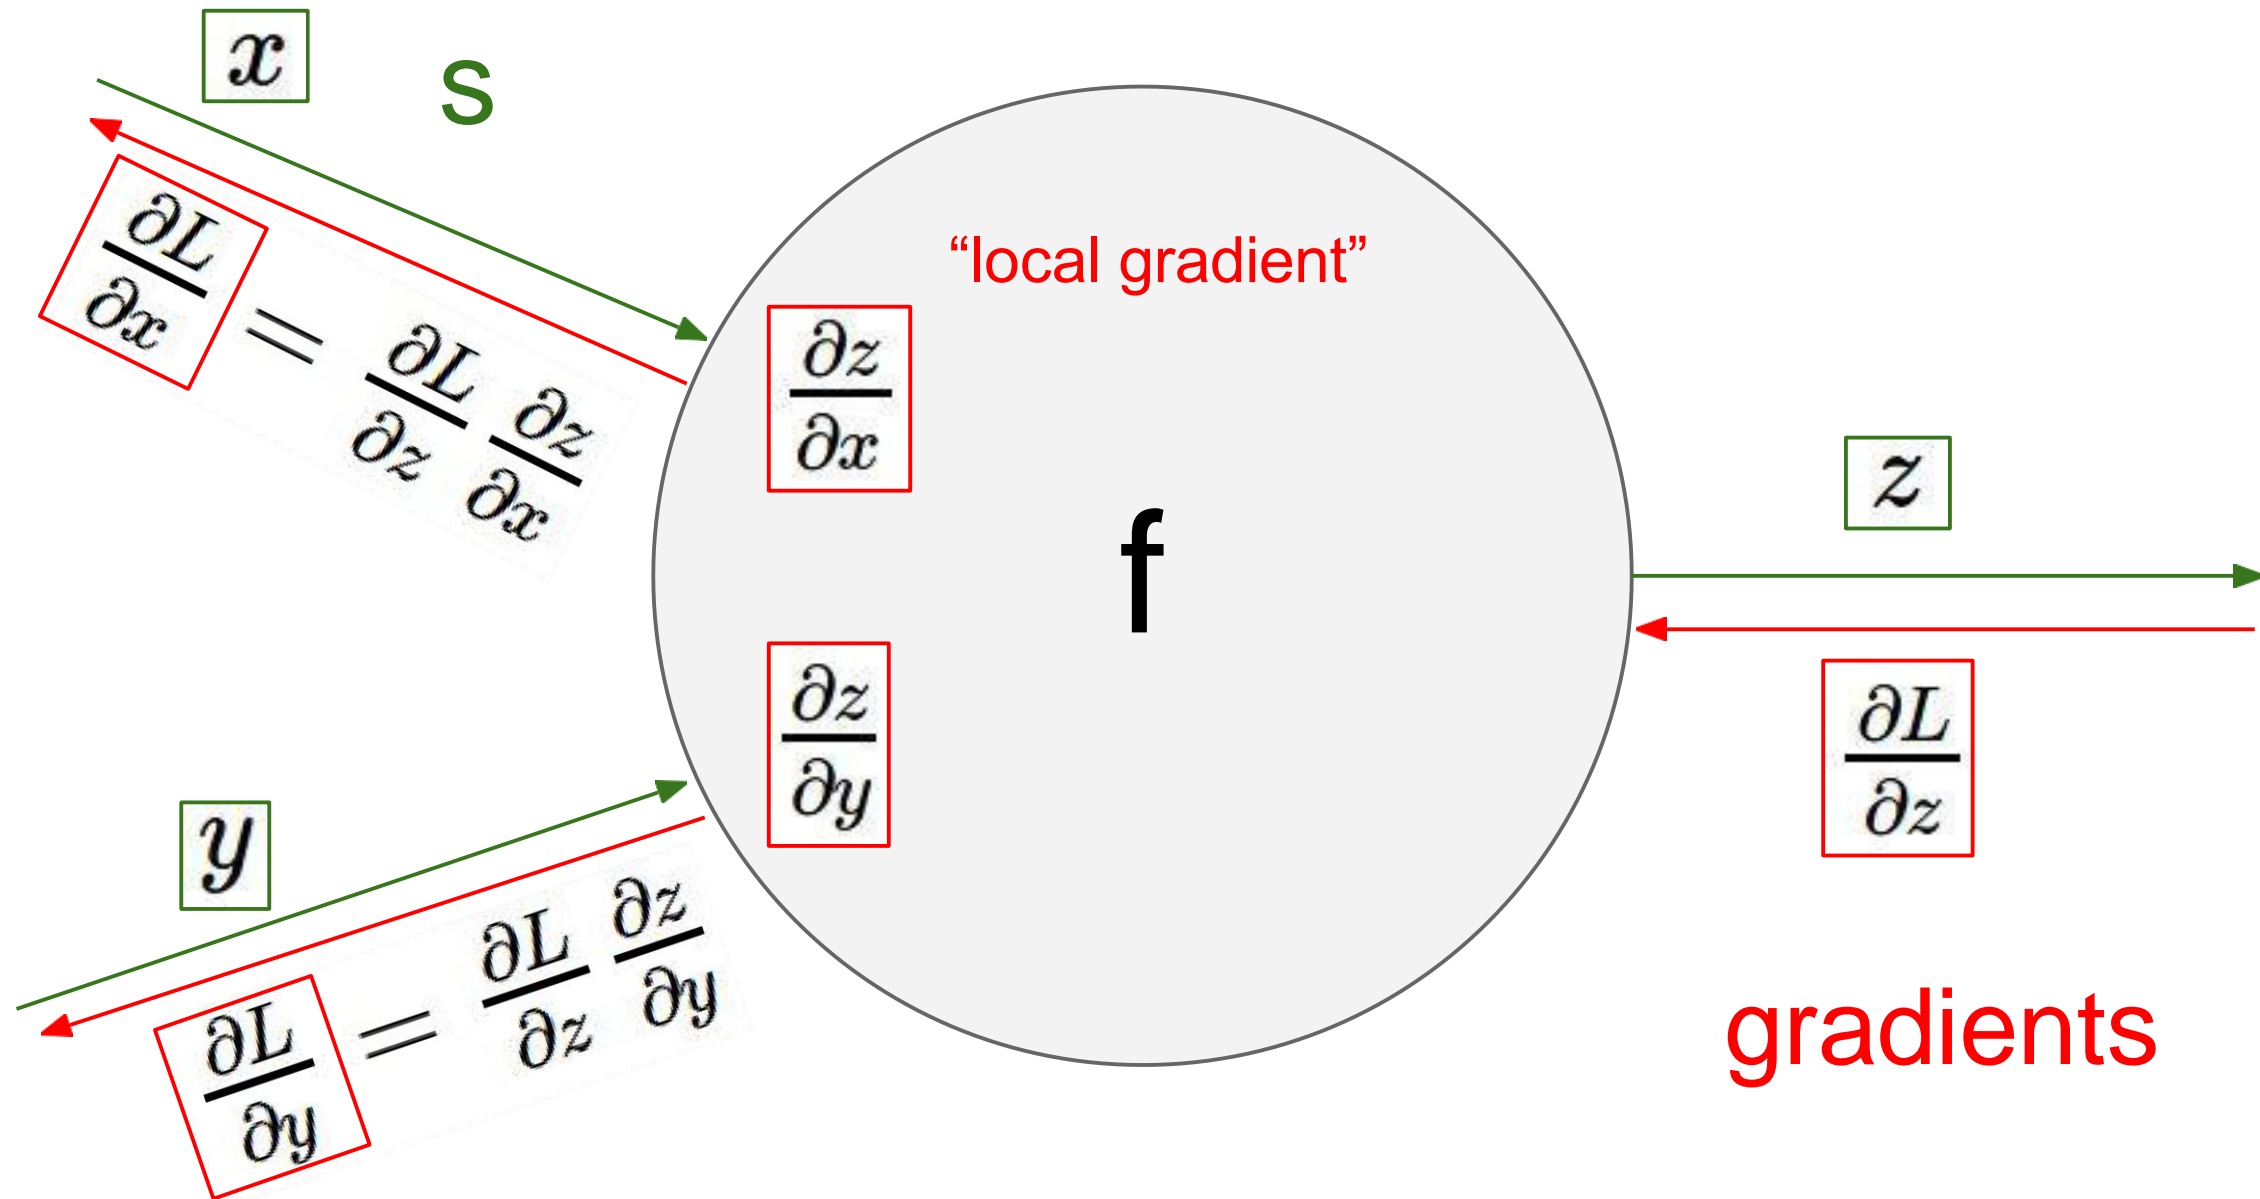 x
s
∂L/∂x = ∂L/∂z ∂z/∂x
“local gradient”
∂z/∂x
f
z
∂z/∂y
∂L/∂z
y
∂L/∂y = ∂L/∂z ∂z/∂y
gradients